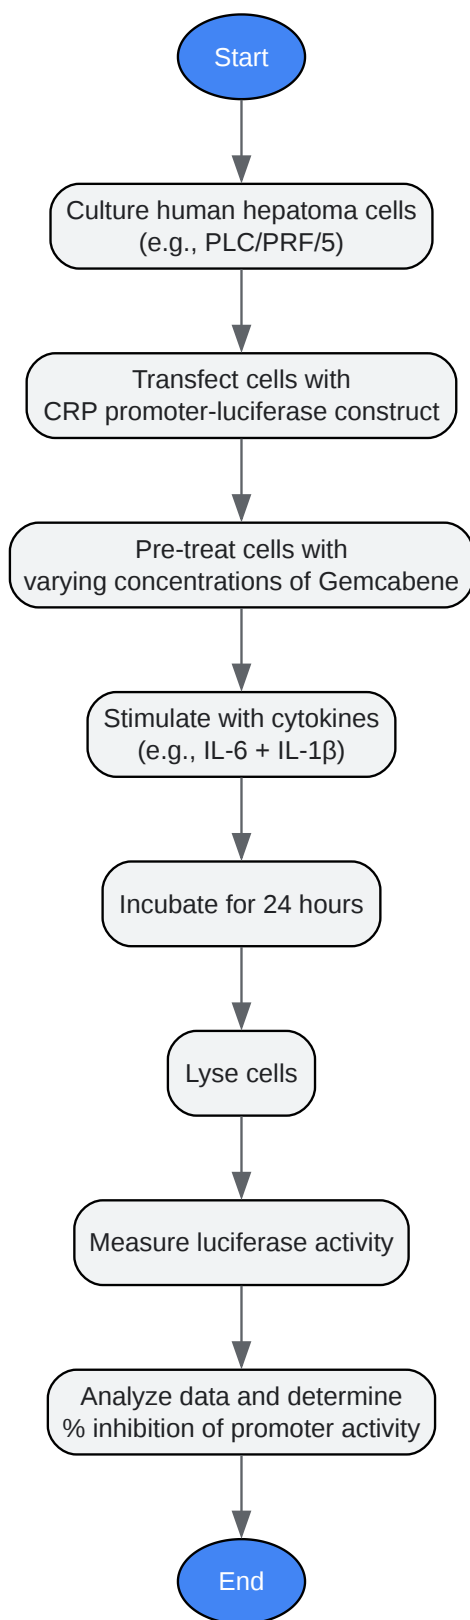 Start
Culture human hepatoma cells
(e.g., PLC/PRF/5)
Transfect cells with
CRP promoter-luciferase construct
Pre-treat cells with
varying concentrations of Gemcabene
Stimulate with cytokines
(e.g., IL-6 + IL-1β)
Incubate for 24 hours
Lyse cells
Measure luciferase activity
Analyze data and determine
% inhibition of promoter activity
End